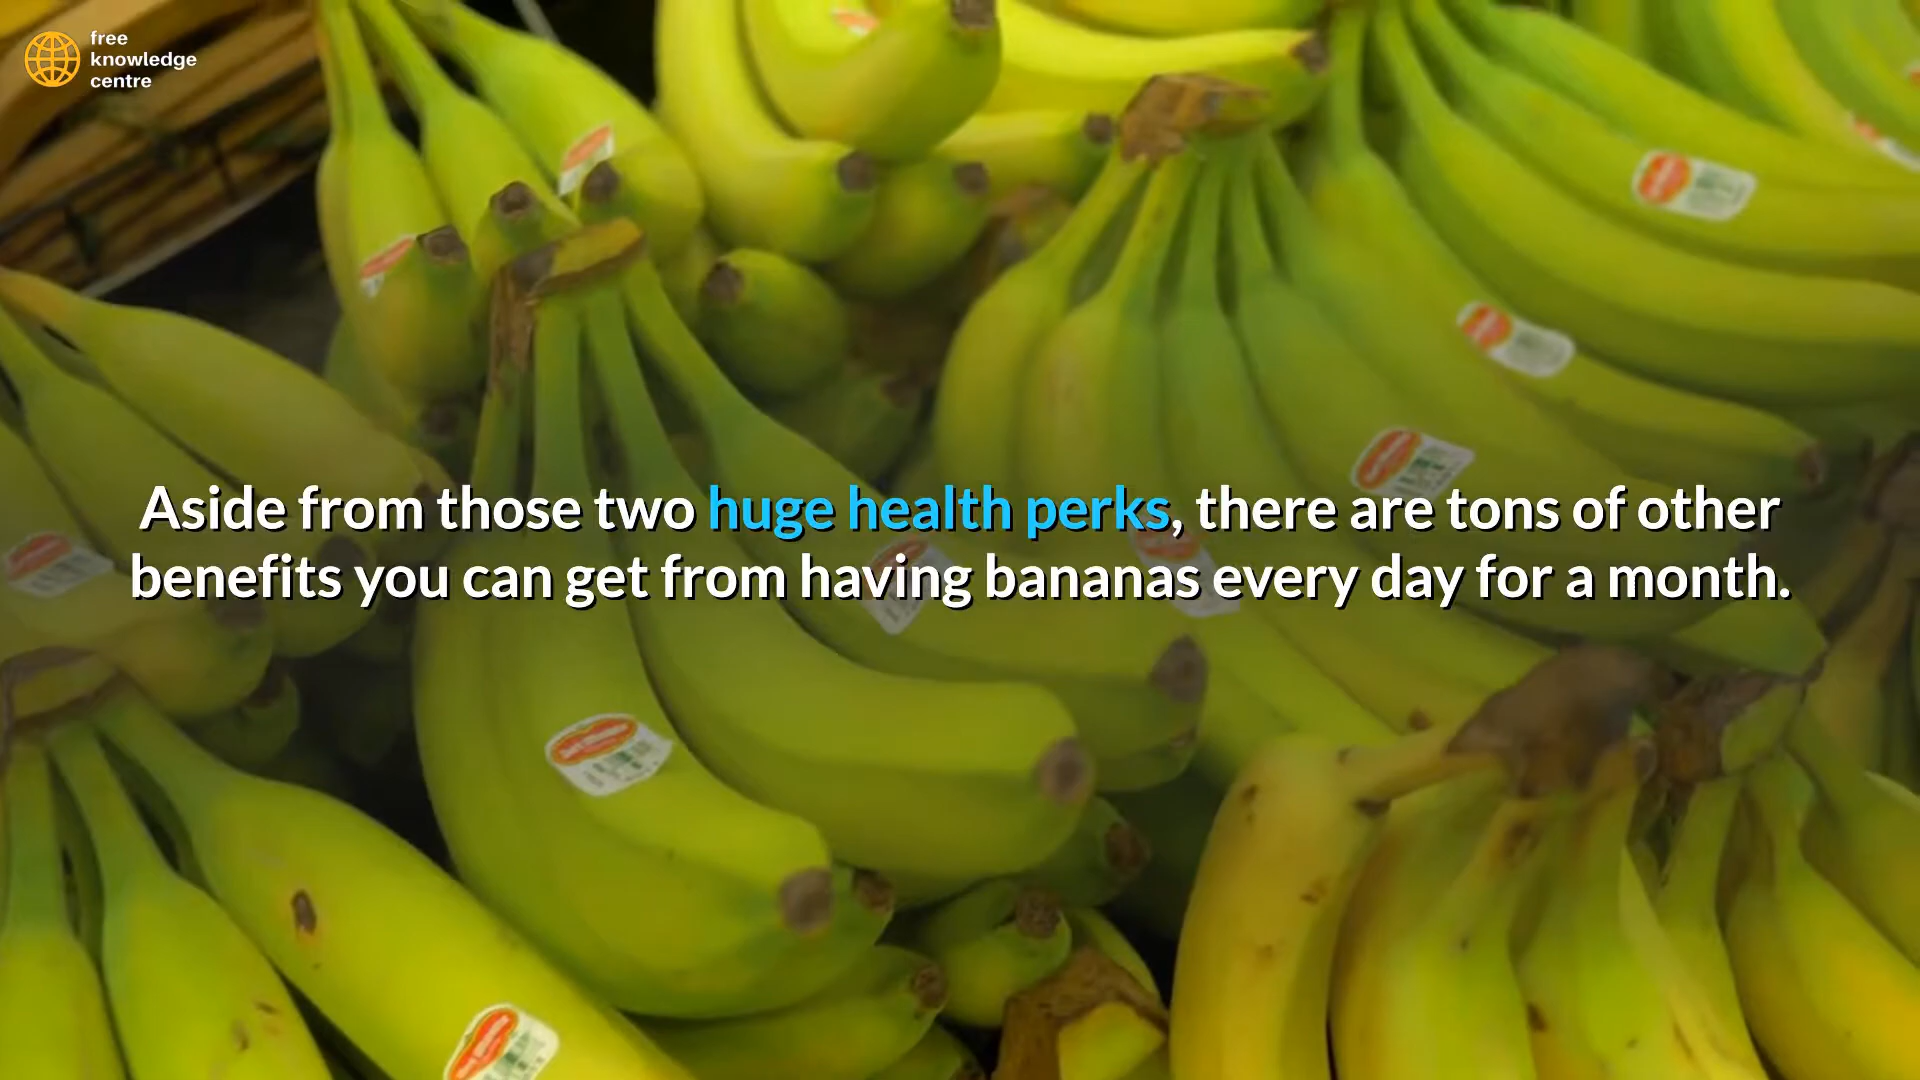 free
knowledge
centre
Aside from those two huge health perks, there are tons of other
benefits you can get from having bananas every day for a month.